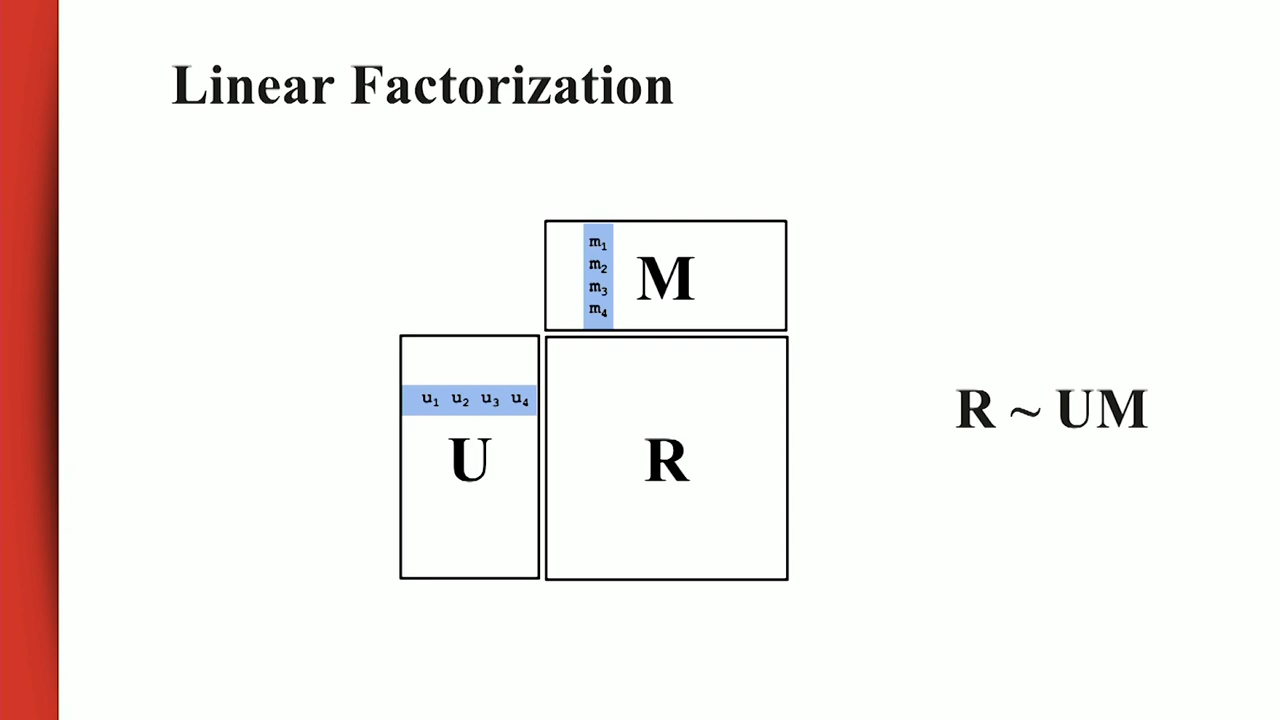 Linear Factorization
m₁
m₂
m₃
m₄
M
u₁ u₂ u₃ u₄
U
R
R ~ UM